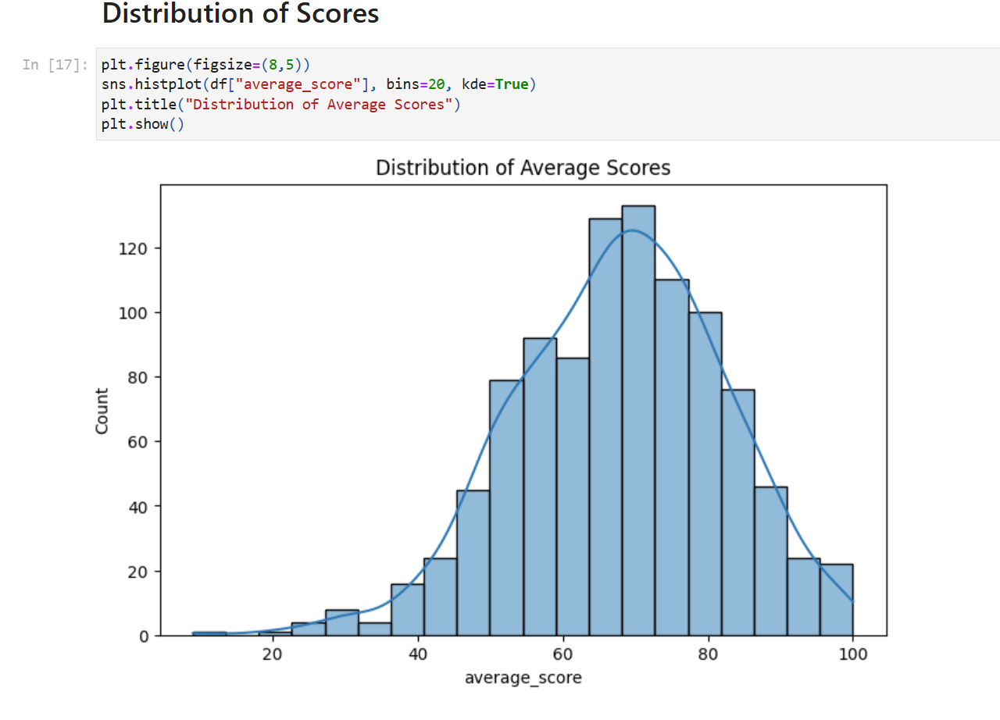 Distribution of Scores
In [17]:
plt.figure(figsize=(8,5))
sns.histplot(df["average_score"], bins=20, kde=True)
plt.title("Distribution of Average Scores")
plt.show()
Distribution of Average Scores
120
100
80
60
40
20
0
Count
20 40 60 80 100
average_score